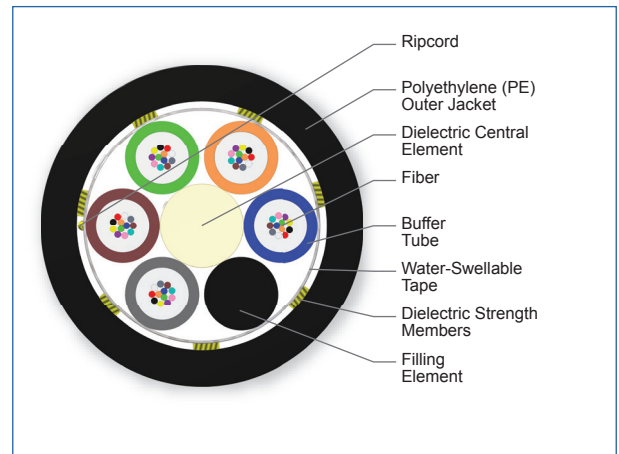 Ripcord
Polyethylene (PE)
Outer Jacket
Dielectric Central
Element
Fiber
Buffer
Tube
Water-Swellable
Tape
Dielectric Strength
Members
Filling
Element